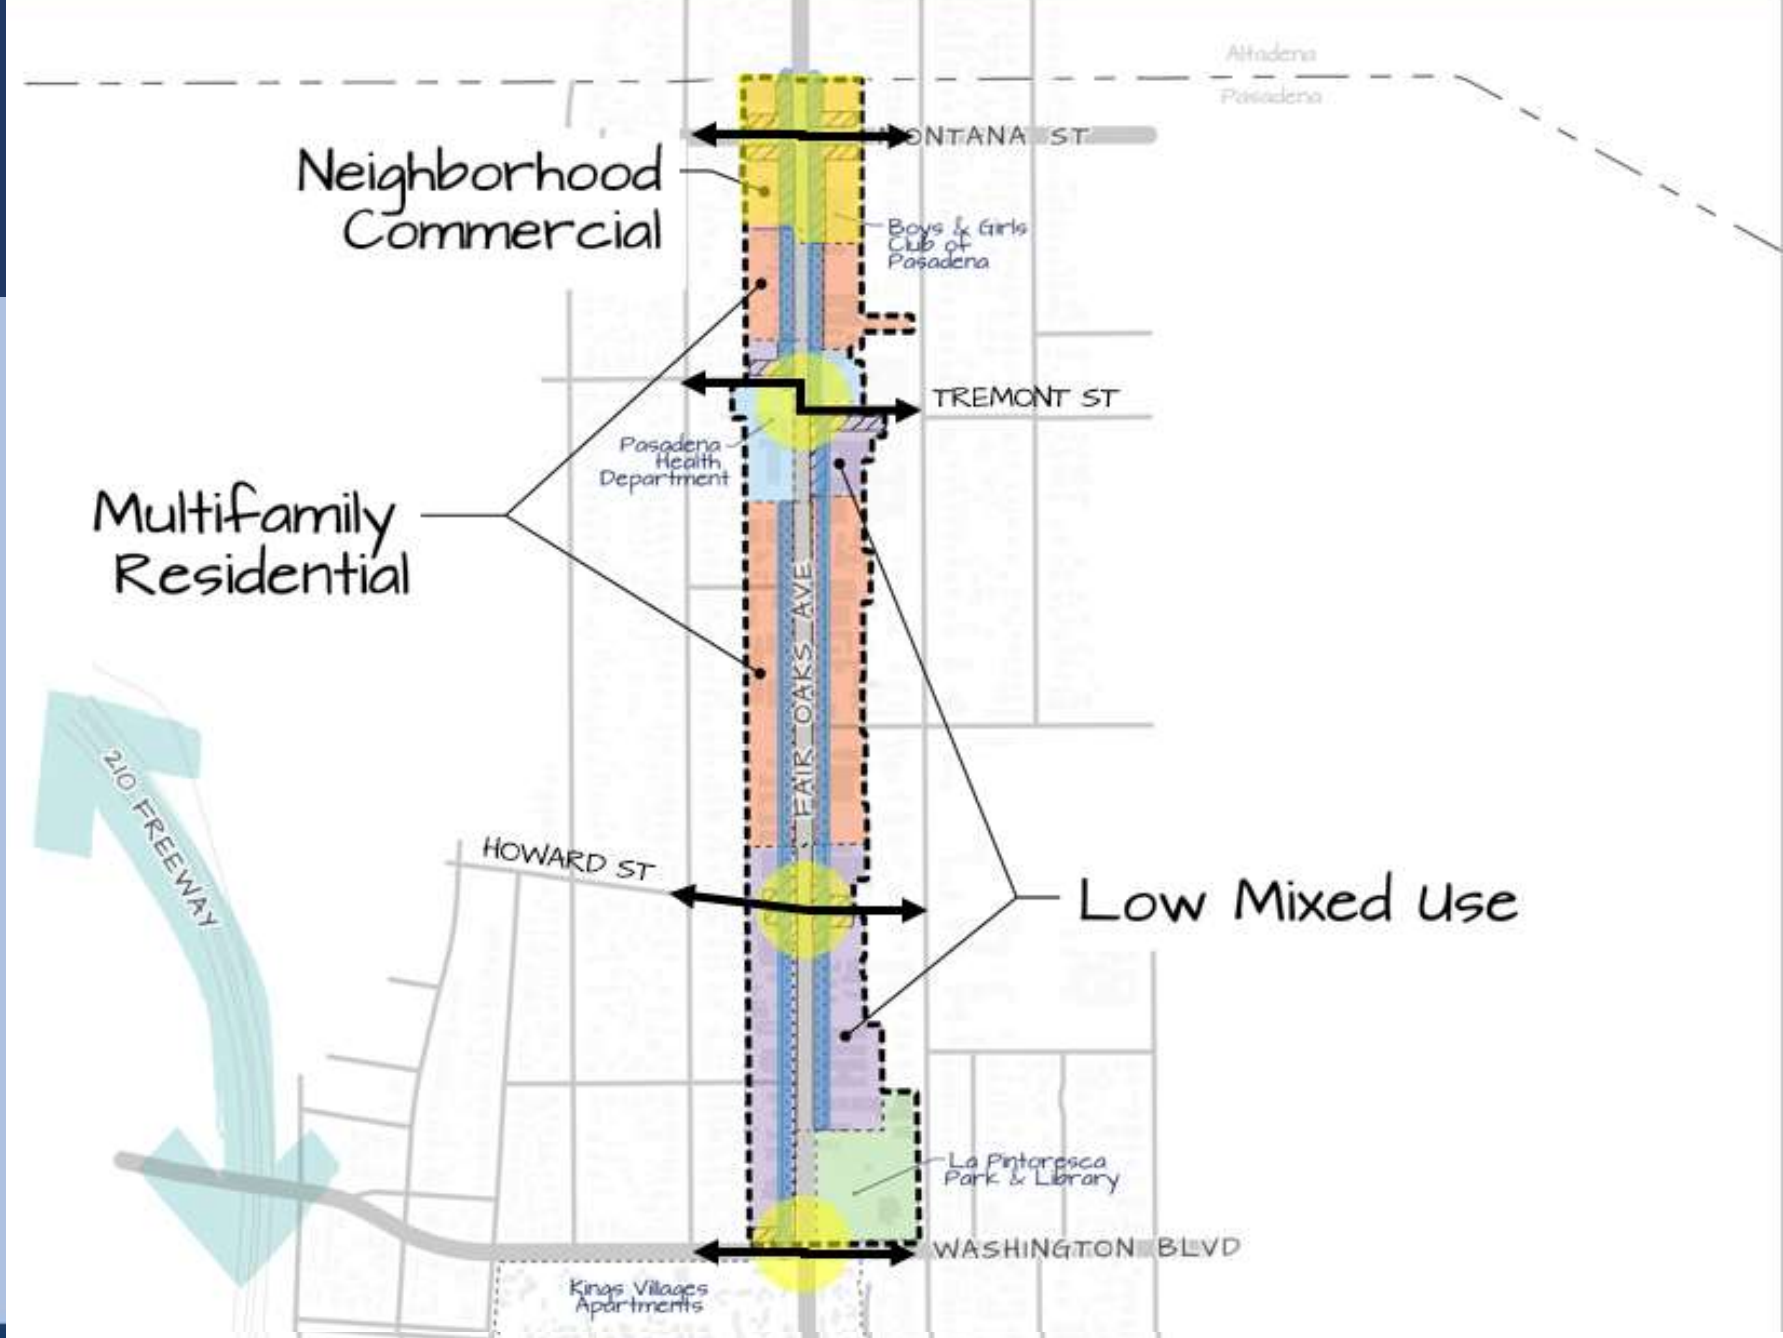 Altadena
Pasadena
MONTANA ST
Neighborhood
Commercial
Boys & Girls
Club of
Pasadena
TREMONT ST
Pasadena
Health
Department
Multifamily
Residential
FAIR OAKS AVE
210 FREEWAY
HOWARD ST
Low Mixed Use
La Pintoresca
Park & Library
WASHINGTON BLVD
Kings Villages
Apartments